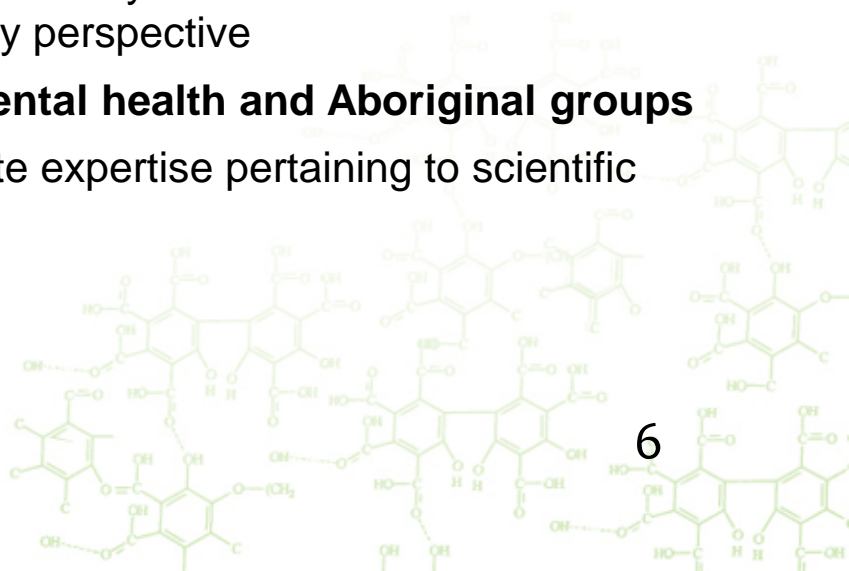 y perspective
ental health and Aboriginal groups
te expertise pertaining to scientific
6